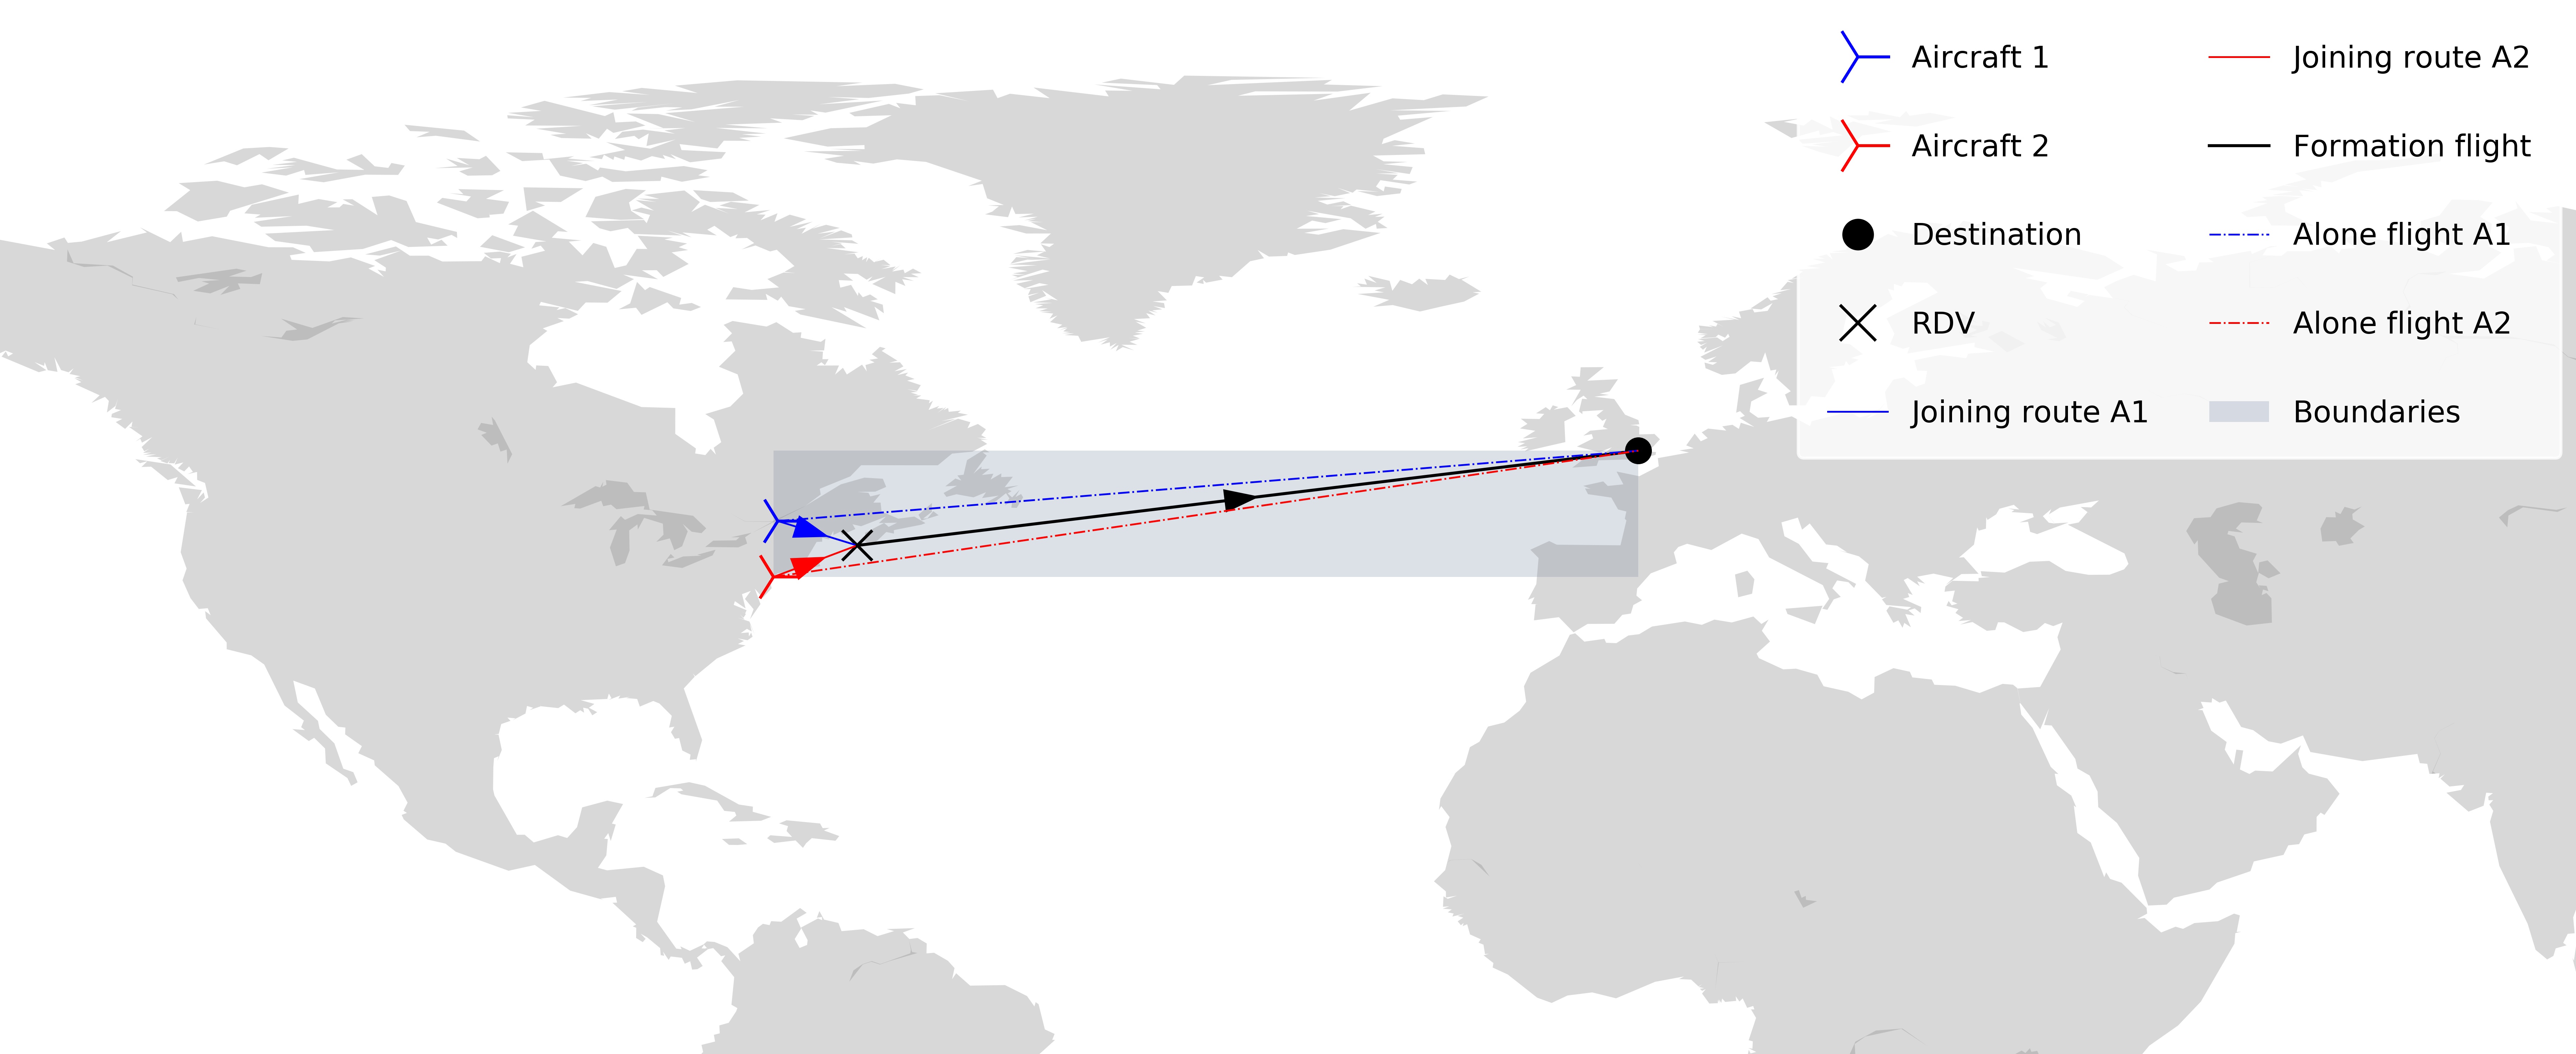 Aircraft 1
Aircraft 2
Destination
RDV
Joining route A1
Joining route A2
Formation flight
Alone flight A1
Alone flight A2
Boundaries